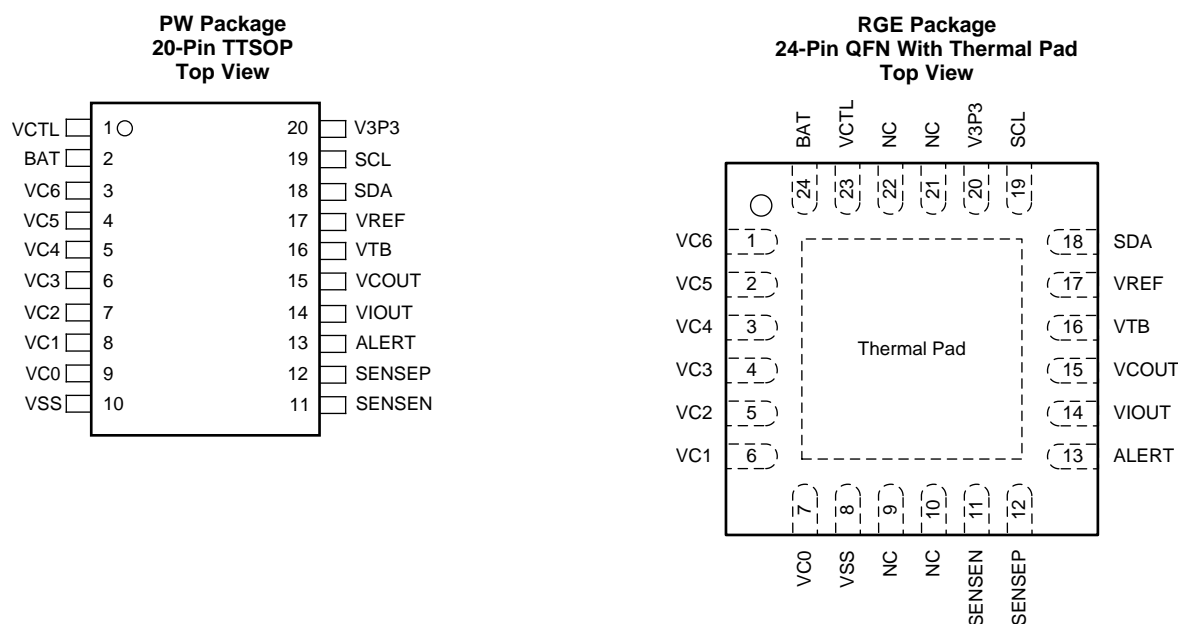 PW Package
20-Pin TTSOP
Top View
VCTL 1 20 V3P3
BAT 2 19 SCL
VC6 3 18 SDA
VC5 4 17 VREF
VC4 5 16 VTB
VC3 6 15 VCOUT
VC2 7 14 VIOUT
VC1 8 13 ALERT
VC0 9 12 SENSEP
VSS 10 11 SENSEN
RGE Package
24-Pin QFN With Thermal Pad
Top View
BAT VCTL NC NC V3P3 SCL
24 23 22 21 20 19
VC6 1 18 SDA
VC5 2 17 VREF
VC4 3 16 VTB
Thermal Pad
VC3 4 15 VCOUT
VC2 5 14 VIOUT
VC1 6 13 ALERT
7 8 9 10 11 12
VC0 VSS NC NC SENSEN SENSEP